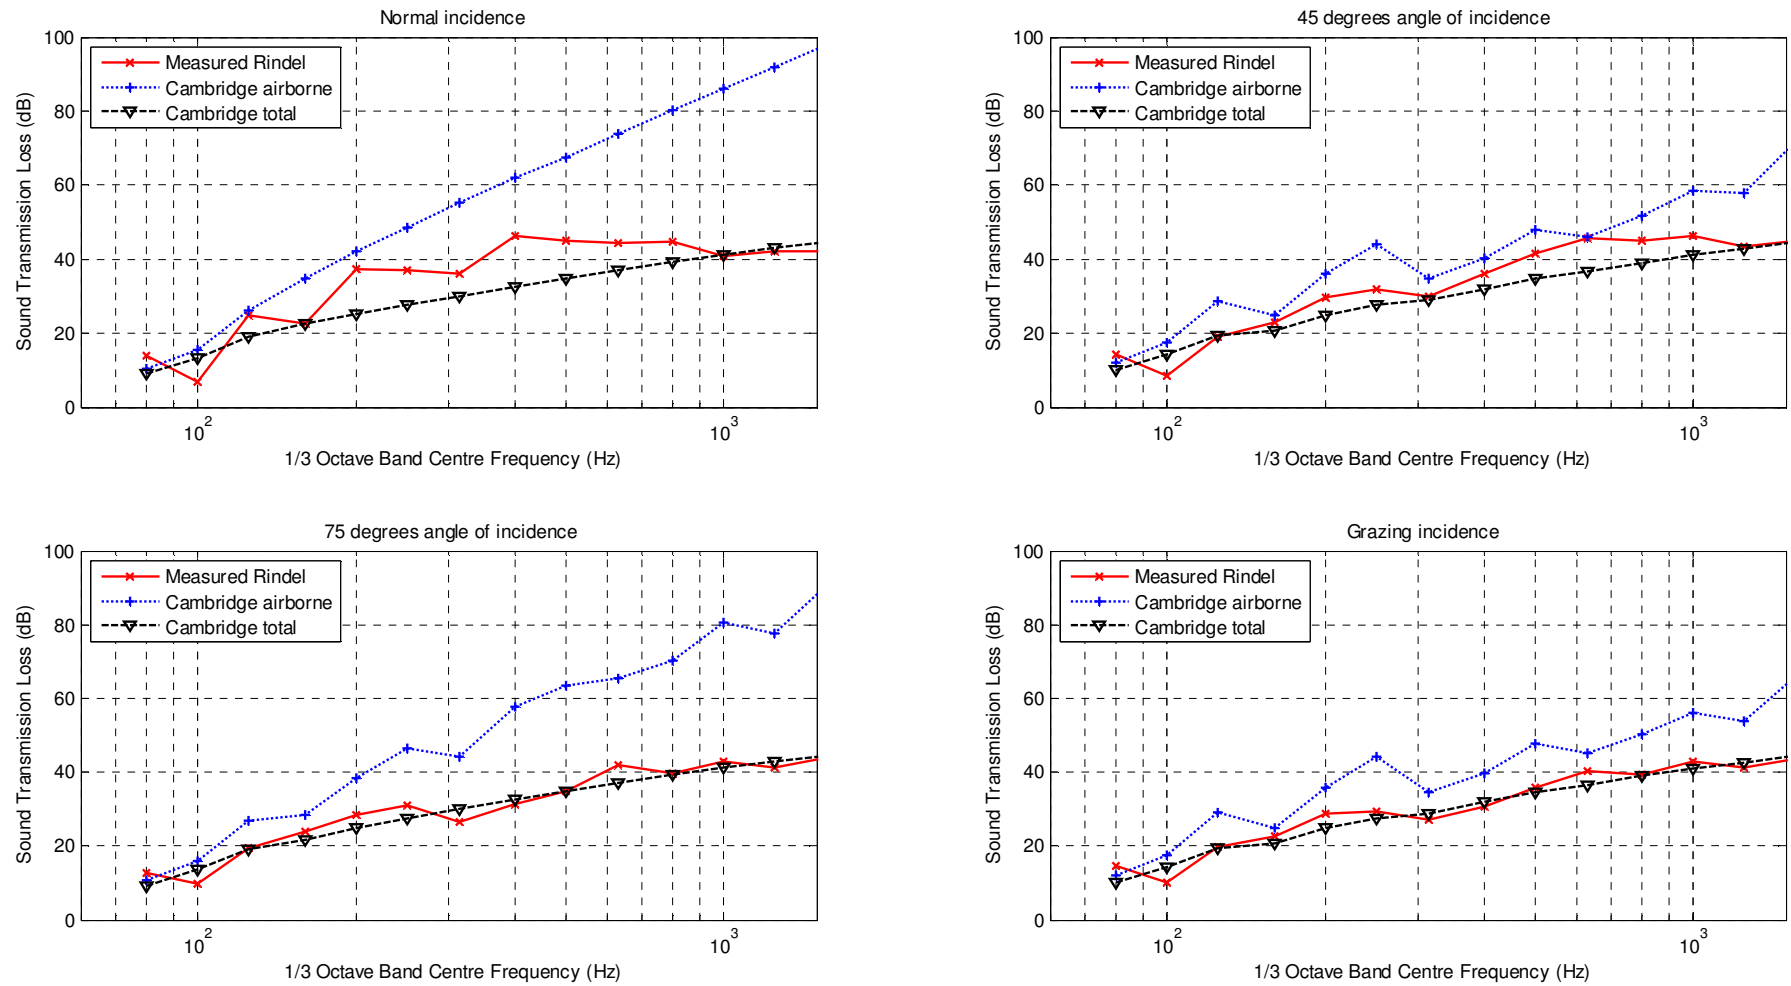 Normal incidence
100
80
60
40
20
0
Sound Transmission Loss (dB)
Measured Rindel
Cambridge airborne
Cambridge total
10^2
10^3
1/3 Octave Band Centre Frequency (Hz)
45 degrees angle of incidence
100
80
60
40
20
0
Sound Transmission Loss (dB)
Measured Rindel
Cambridge airborne
Cambridge total
10^2
10^3
1/3 Octave Band Centre Frequency (Hz)
75 degrees angle of incidence
100
80
60
40
20
0
Sound Transmission Loss (dB)
Measured Rindel
Cambridge airborne
Cambridge total
10^2
10^3
1/3 Octave Band Centre Frequency (Hz)
Grazing incidence
100
80
60
40
20
0
Sound Transmission Loss (dB)
Measured Rindel
Cambridge airborne
Cambridge total
10^2
10^3
1/3 Octave Band Centre Frequency (Hz)